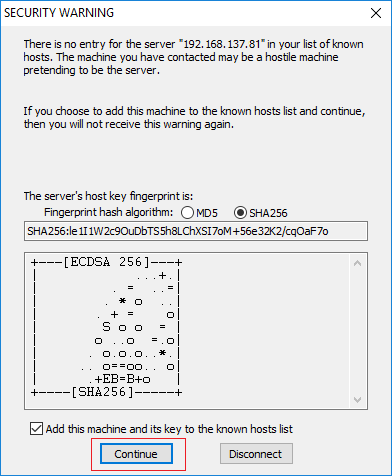 SECURITY WARNING
There is no entry for the server "192.168.137.81" in your list of known
hosts. The machine you have contacted may be a hostile machine
pretending to be the server.
If you choose to add this machine to the known hosts list and continue,
then you will not receive this warning again.
The server's host key fingerprint is:
Fingerprint hash algorithm: MD5 SHA256
SHA256:le1I1W2c9OuDbTS5h8LChXSI7oM+56e32K2/cqOaF7o
+---[ECDSA 256]---+
|             ...+.|
|        . =  ..=|
|       . * o  ..|
|      . + =    o|
|     S o o  = |
|    o ..o  =.o|
|   . o.o.o..*.|
|  .. o==oo.. o|
|    .+EB=B+o   |
+----[SHA256]-----+
Add this machine and its key to the known hosts list
Continue Disconnect